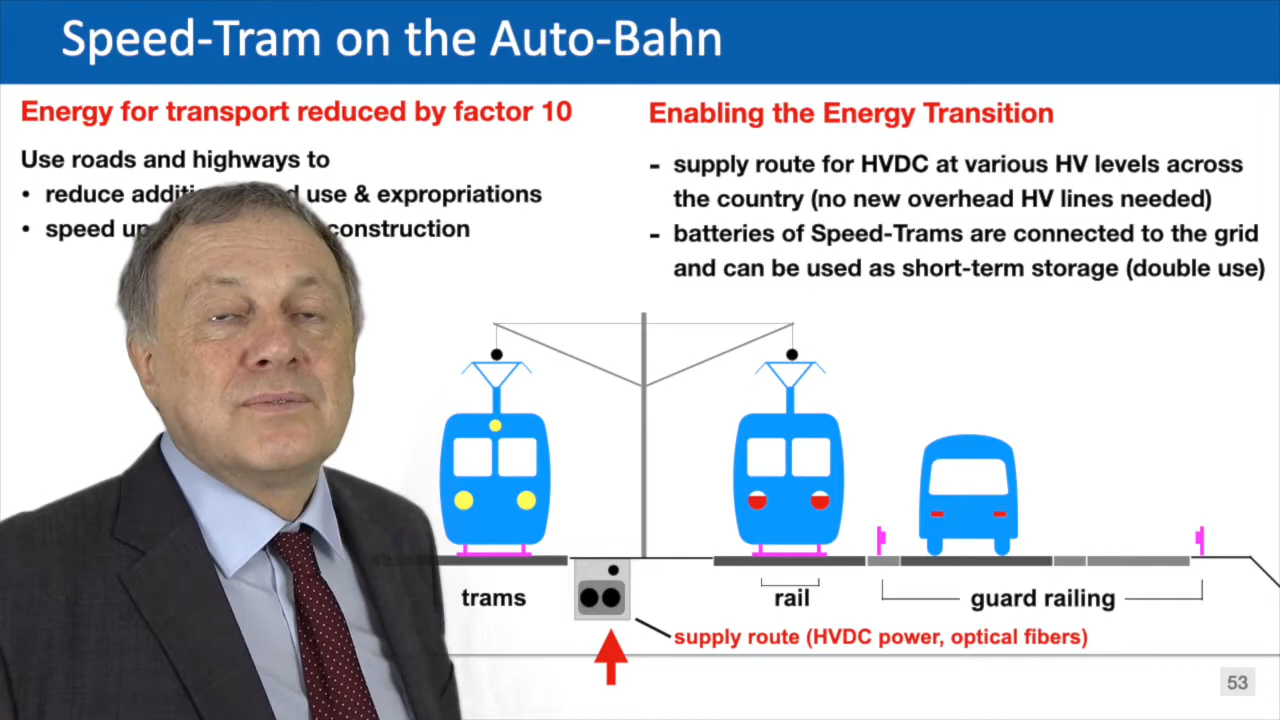 Speed-Tram on the Auto-Bahn
Energy for transport reduced by factor 10
Use roads and highways to
• reduce use & expropriations
• speed construction
Enabling the Energy Transition
- supply route for HVDC at various HV levels across
the country (no new overhead HV lines needed)
- batteries of Speed-Trams are connected to the grid
and can be used as short-term storage (double use)
trams
rail
guard railing
supply route (HVDC power, optical fibers)
53